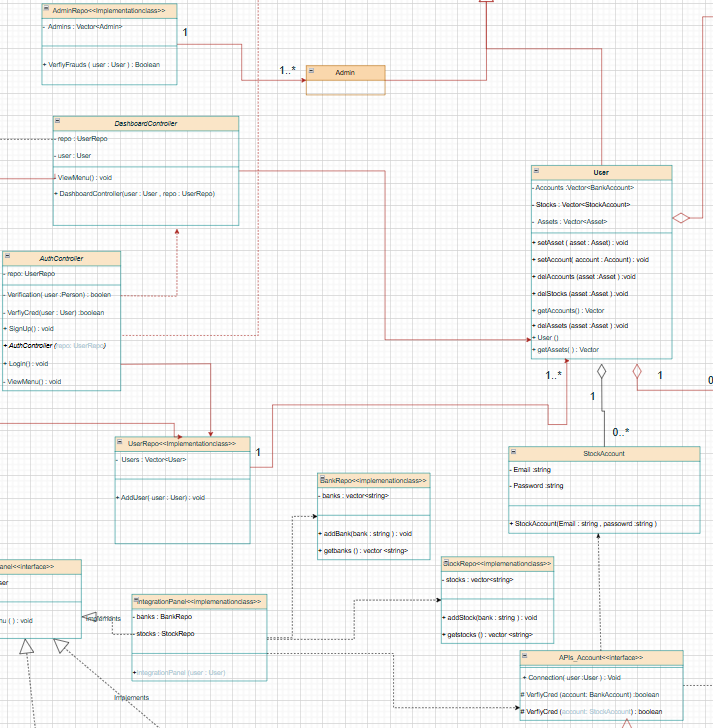 AdminRepo<<Implementationclass>>
- Admins : Vector<Admin>
+ VerfiyFrauds ( user : User ) : Boolean
1
1..*
Admin
DashboardController
- repo : UserRepo
- user : User
ViewMenu() : void
+ DashboardController(user : User , repo : UserRepo)
User
- Accounts :Vector<BankAccount>
- Stocks : Vector<StockAccount>
- Assets : Vector<Asset>
+ setAsset ( asset : Asset) : void
+ setAccount( account : Account) : void
+ delAccounts (asset :Asset ) :void
+ delStocks (asset :Asset ) : void
+ getAccounts() : Vector
+ delAssets (asset :Asset ) : void
+ User ()
+ getAssets( ) : Vector
AuthController
- repo: UserRepo
- Verification( user :Person) : boolen
- VerfiyCred(user : User) :boolean
+ SignUp() : void
+ AuthController (repo: UserRepo)
+ Login() : void
- ViewMenu() : void
1..*
1
1
0..*
0
UserRepo<<Implementationclass>>
- Users : Vector<User>
+ AddUser( user : User) : void
1
StockAccount
- Email :string
- Password :string
+ StockAccount(Email : string , passowrd :string )
BankRepo<<implemenationclass>>
- banks : vector<string>
+ addBank(bank : string ) : void
+ getbanks () : vector <string>
StockRepo<<implemenationclass>>
- stocks : vector<string>
+ addStock(bank : string ) : void
+ getstocks () : vector <string>
anel<<interface>>
ser
nu ( ) : void
implements
IntegrationPanel<<implemenationclass>>
- banks : BankRepo
- stocks : StockRepo
+IntegrationPanel (user : User)
Implements
APIs_Account<<interface>>
+ Connection( user :User ) : Void
# VerfiyCred (account: BankAccount) :boolean
# VerfiyCred (account: StockAccount) : boolean